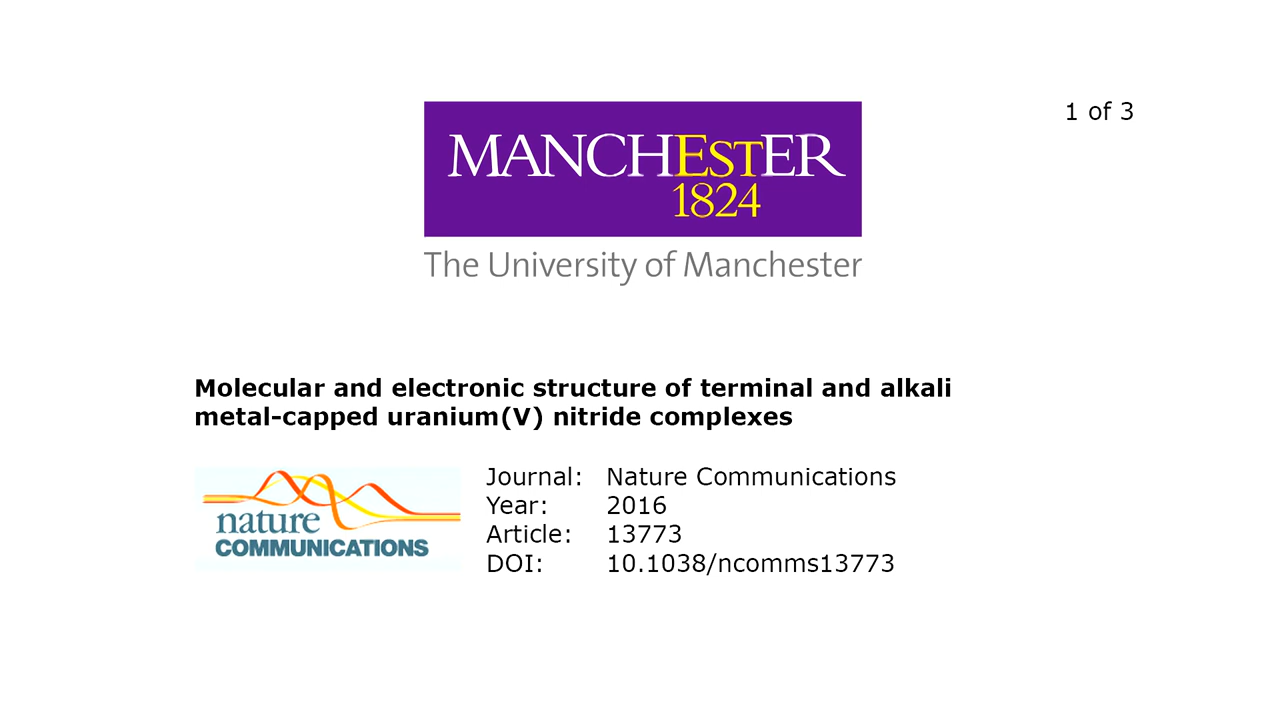 1 of 3
MANCHESTER
1824
The University of Manchester
Molecular and electronic structure of terminal and alkali
metal-capped uranium(V) nitride complexes
nature
COMMUNICATIONS
Journal: Nature Communications
Year: 2016
Article: 13773
DOI: 10.1038/ncomms13773